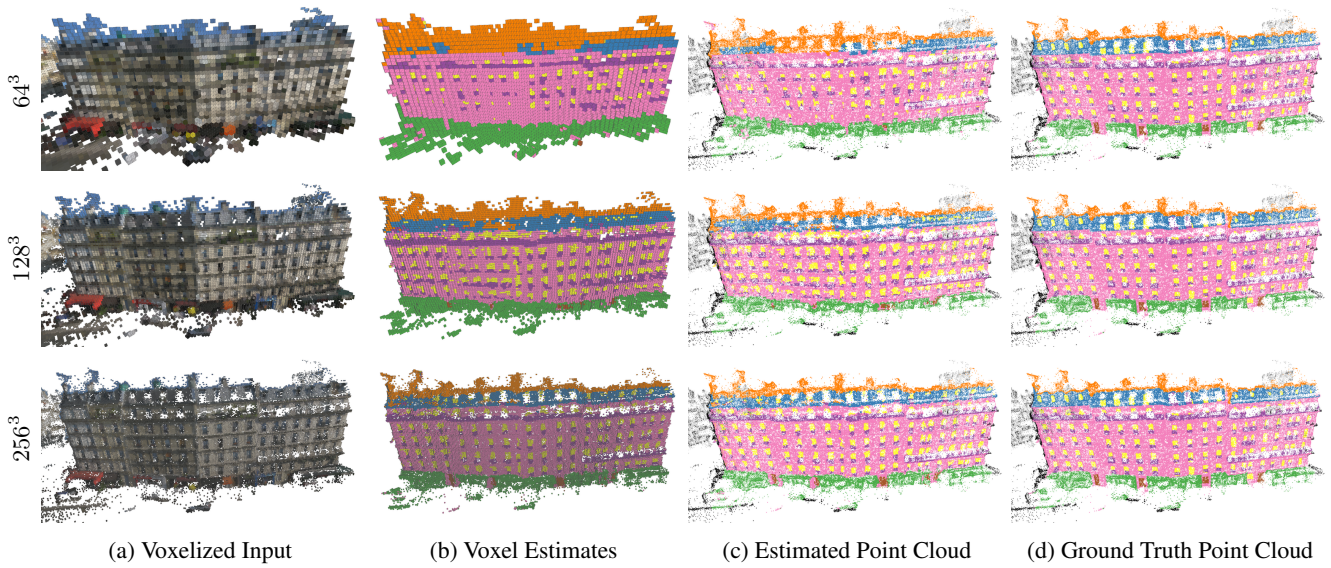 64³
128³
256³
(a) Voxelized Input
(b) Voxel Estimates
(c) Estimated Point Cloud
(d) Ground Truth Point Cloud